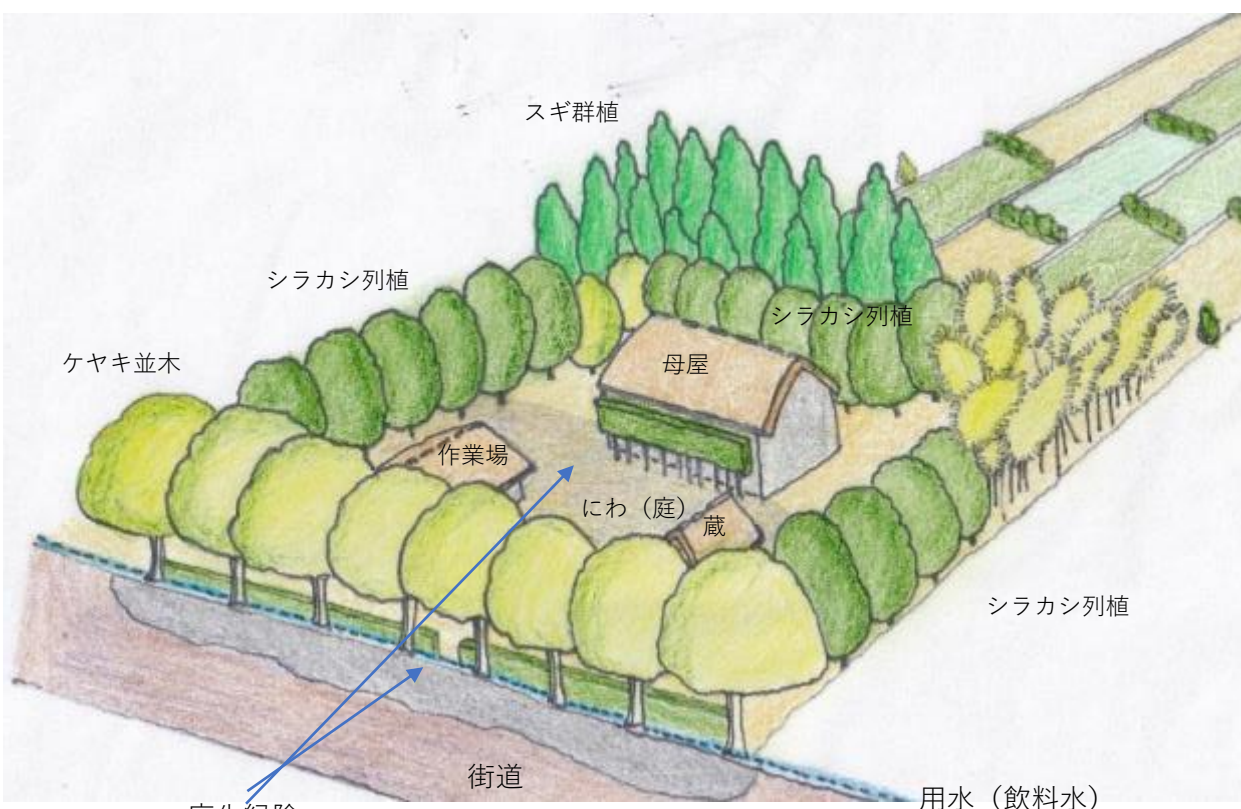 スギ群植
シラカシ列植
シラカシ列植
ケヤキ並木
母屋
作業場
にわ（庭）
蔵
シラカシ列植
街道
用水（飲料水）